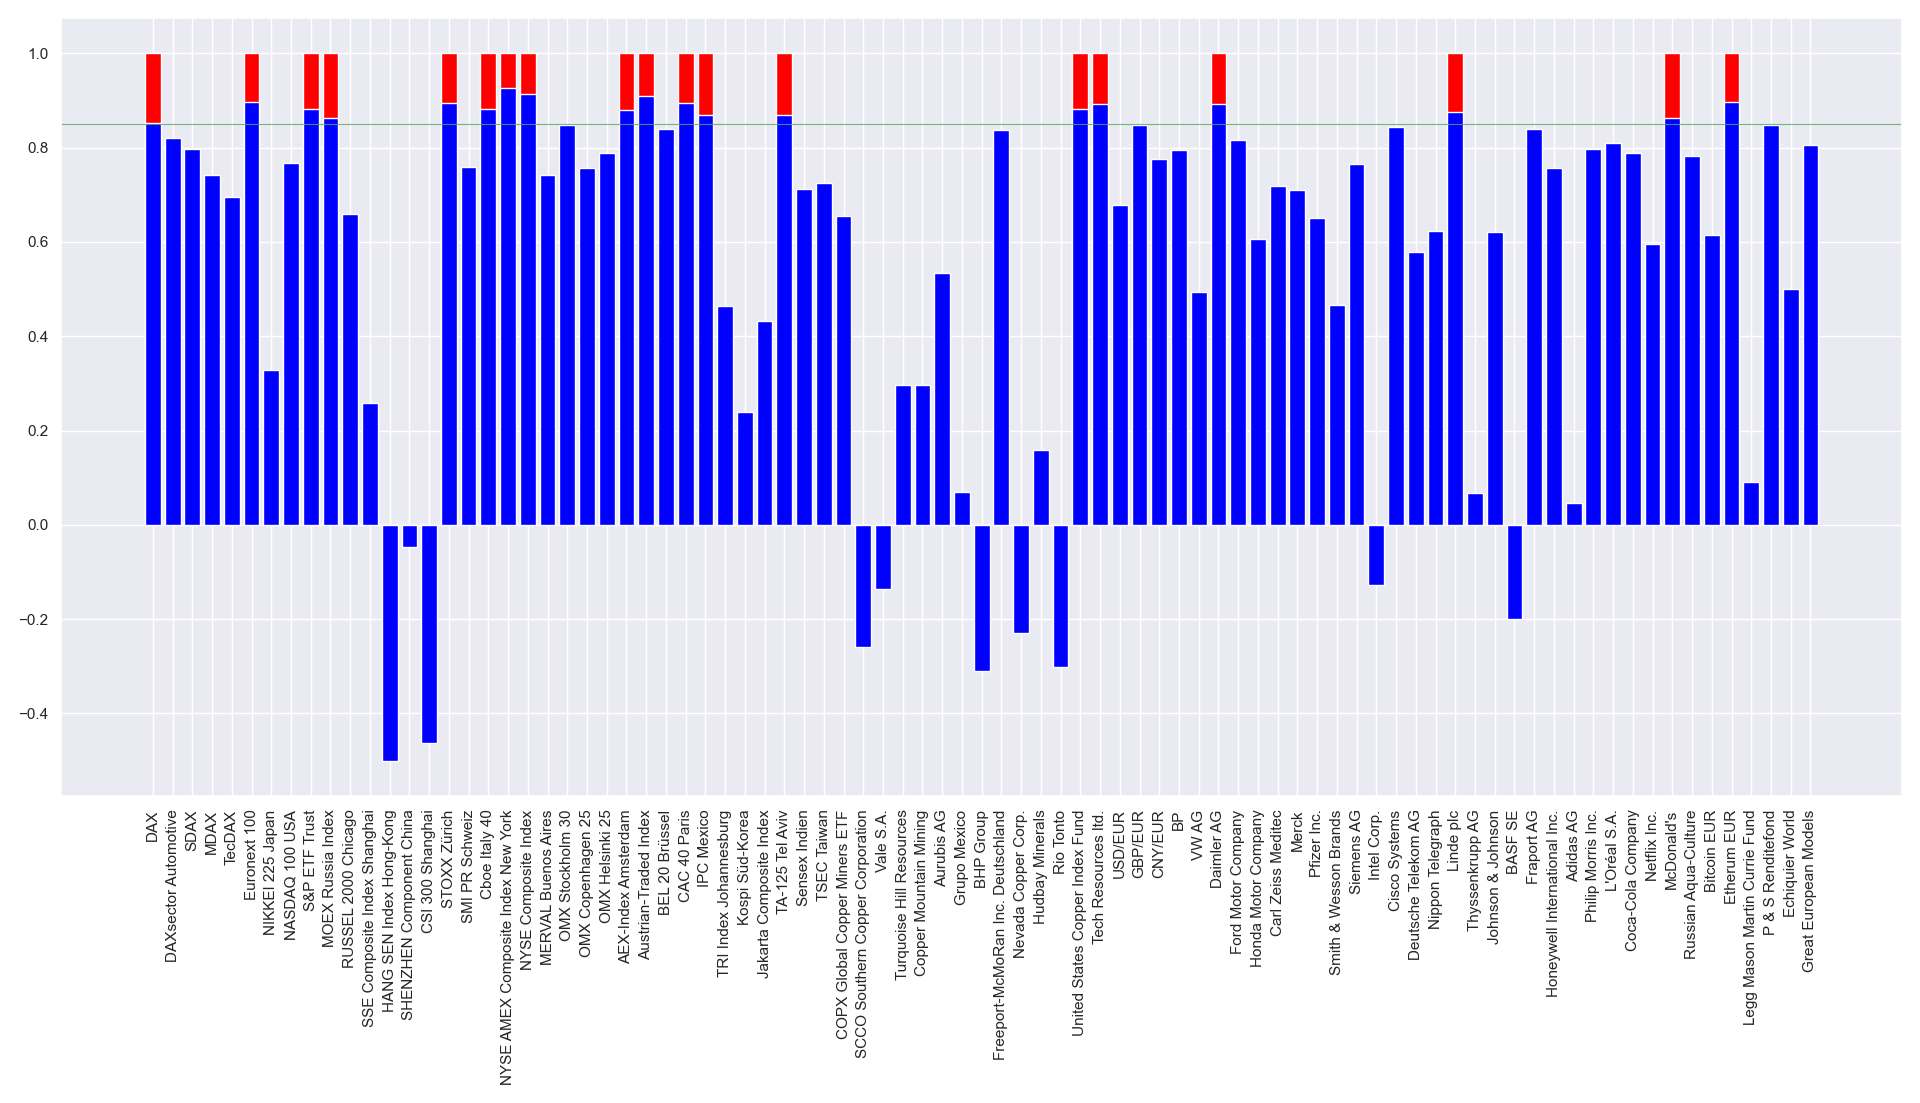 1.0
0.8
0.6
0.4
0.2
0.0
−0.2
−0.4
DAX
DAXsector Automotive
SDAX
MDAX
TecDAX
Euronext 100
NIKKEI 225 Japan
NASDAQ 100 USA
S&P ETF Trust
MOEX Russia Index
RUSSEL 2000 Chicago
SSE Composite Index Shanghai
HANG SEN Index Hong-Kong
SHENZHEN Component China
CSI 300 Shanghai
STOXX Zürich
SMI PR Schweiz
Cboe Italy 40
NYSE AMEX Composite Index New York
NYSE Composite Index
MERVAL Buenos Aires
OMX Stockholm 30
OMX Copenhagen 25
OMX Helsinki 25
AEX-Index Amsterdam
Austrian-Traded Index
BEL 20 Brüssel
CAC 40 Paris
IPC Mexico
TRI Index Johannesburg
Kospi Süd-Korea
Jakarta Composite Index
TA-125 Tel Aviv
Sensex Indien
TSEC Taiwan
COPX Global Copper Miners ETF
SCCO Southern Copper Corporation
Vale S.A.
Turquoise Hill Resources
Copper Mountain Mining
Aurubis AG
Grupo Mexico
BHP Group
Freeport-McMoRan Inc. Deutschland
Nevada Copper Corp.
Hudbay Minerals
Rio Tonto
United States Copper Index Fund
Tech Resources ltd.
USD/EUR
GBP/EUR
CNY/EUR
BP
VW AG
Daimler AG
Ford Motor Company
Honda Motor Company
Carl Zeiss Meditec
Merck
Pfizer Inc.
Smith & Wesson Brands
Siemens AG
Intel Corp.
Cisco Systems
Deutsche Telekom AG
Nippon Telegraph
Linde plc
Thyssenkrupp AG
Johnson & Johnson
BASF SE
Fraport AG
Honeywell International Inc.
Adidas AG
Philip Morris Inc.
L'Oréal S.A.
Coca-Cola Company
Netflix Inc.
McDonald's
Russian Aqua-Culture
Bitcoin EUR
Etherum EUR
Legg Mason Martin Currie Fund
P & S Renditefond
Echiquier World
Great European Models